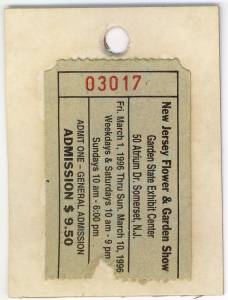 03017
New Jersey Flower & Garden Show
Garden State Exhibit Center
50 Atrium Dr. Somerset, N.J.
Fri. March 1, 1996 Thru Sun. March 10, 1996
Weekdays & Saturdays 10 am - 9 pm
Sundays 10 am - 6:00 pm
ADMIT ONE - GENERAL ADMISSION
ADMISSION $ 9.50